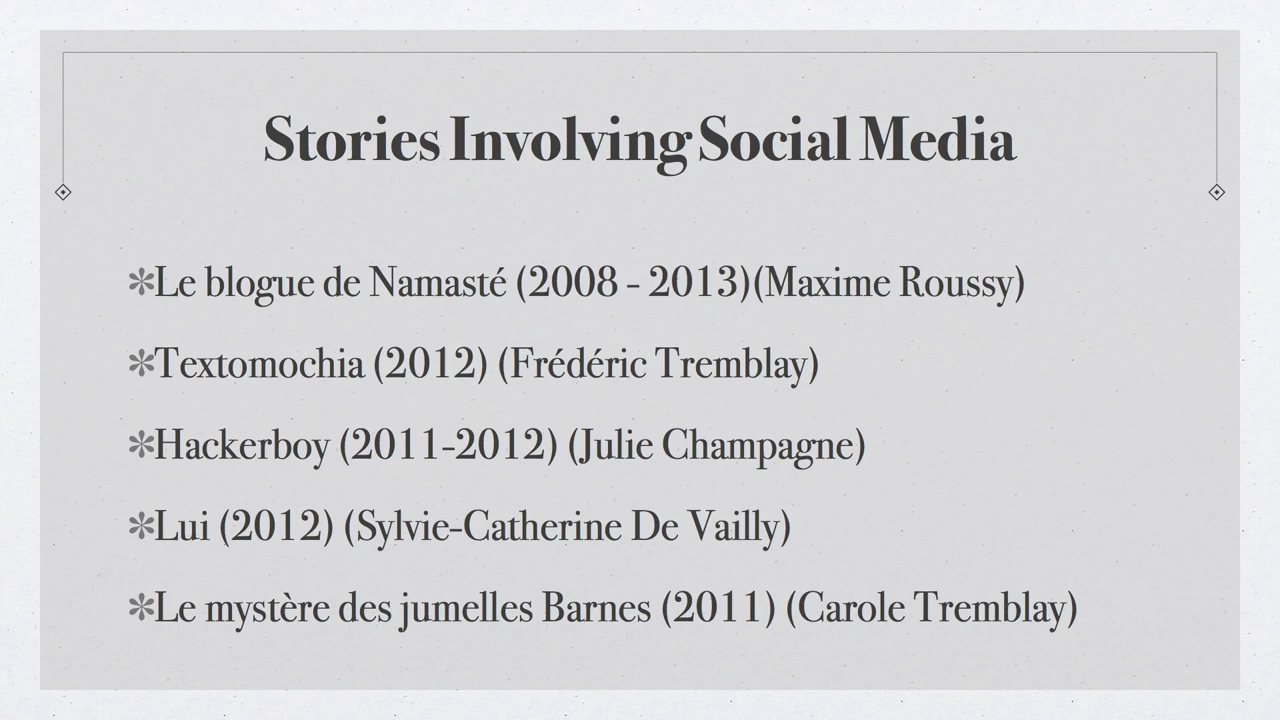 Stories Involving Social Media
✻Le blogue de Namasté (2008 - 2013)(Maxime Roussy)
✻Textomochia (2012) (Frédéric Tremblay)
✻Hackerboy (2011-2012) (Julie Champagne)
✻Lui (2012) (Sylvie-Catherine De Vailly)
✻Le mystère des jumelles Barnes (2011) (Carole Tremblay)